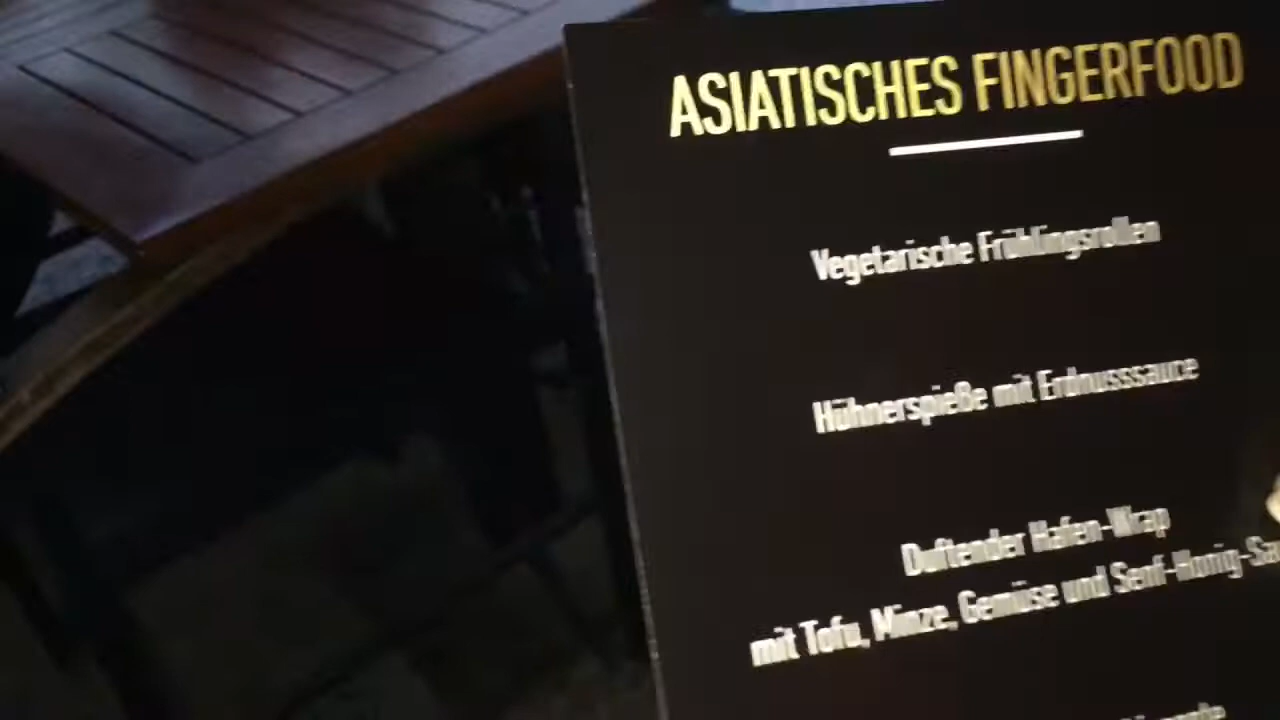 ASIATISCHES FINGERFOOD
Vegetarische Frühlingsrollen
Hühnerspieße mit Erdnusssauce
Duftender Hafen-Wrap
mit Tofu, Minze, Gemüse und Senf-Honig-Sa